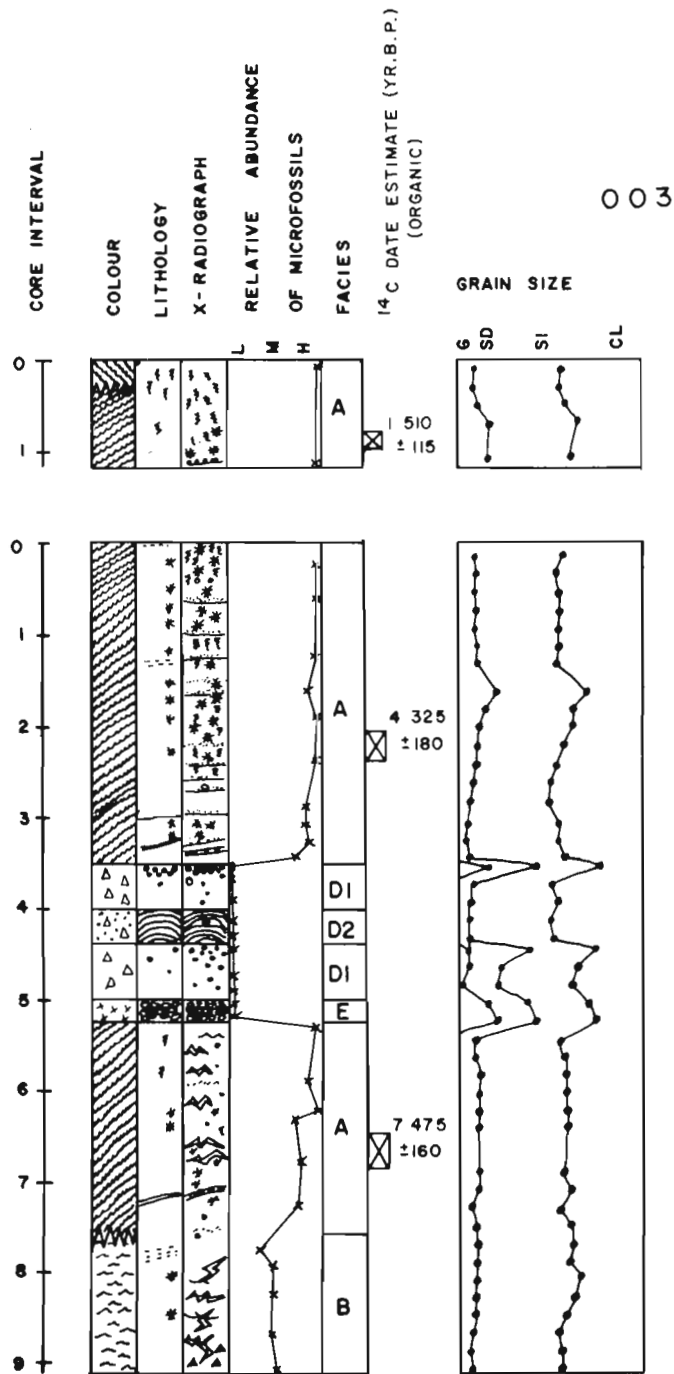 003
CORE INTERVAL
COLOUR
LITHOLOGY
X-RADIOGRAPH
RELATIVE ABUNDANCE
OF MICROFOSSILS
FACIES
14C DATE ESTIMATE (YR.B.P.)
(ORGANIC)
GRAIN SIZE
L M H
G SD SI CL
0
A
1 510
± 115
1
0
1
A
2
4 325
±180
3
D1
4
D2
D1
5
E
6
A
7 475
±160
7
8
B
9